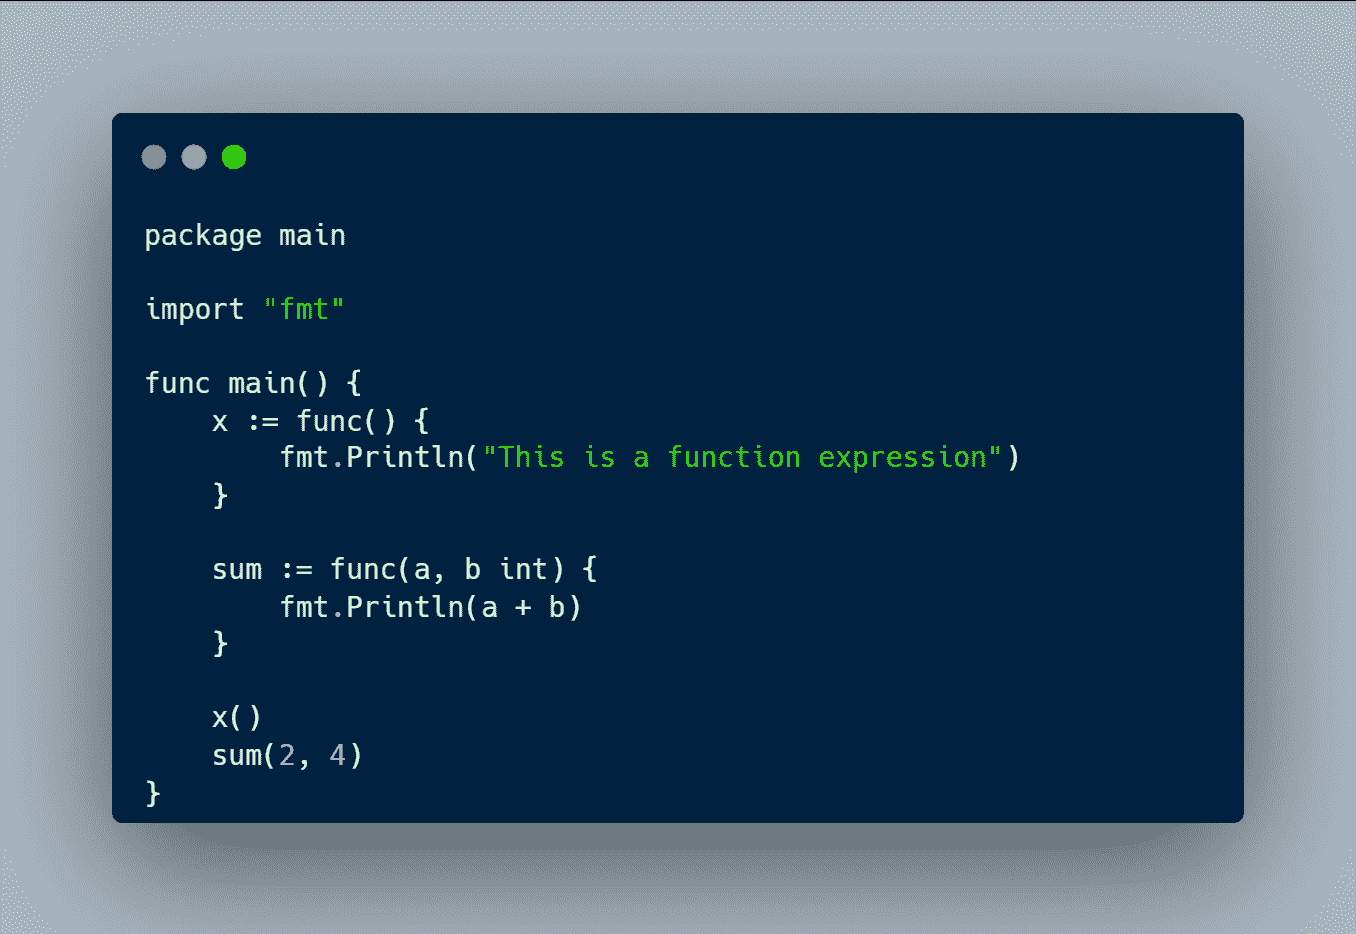 package main
import "fmt"
func main() {
    x := func() {
        fmt.Println("This is a function expression")
    }
    sum := func(a, b int) {
        fmt.Println(a + b)
    }
    x()
    sum(2, 4)
}